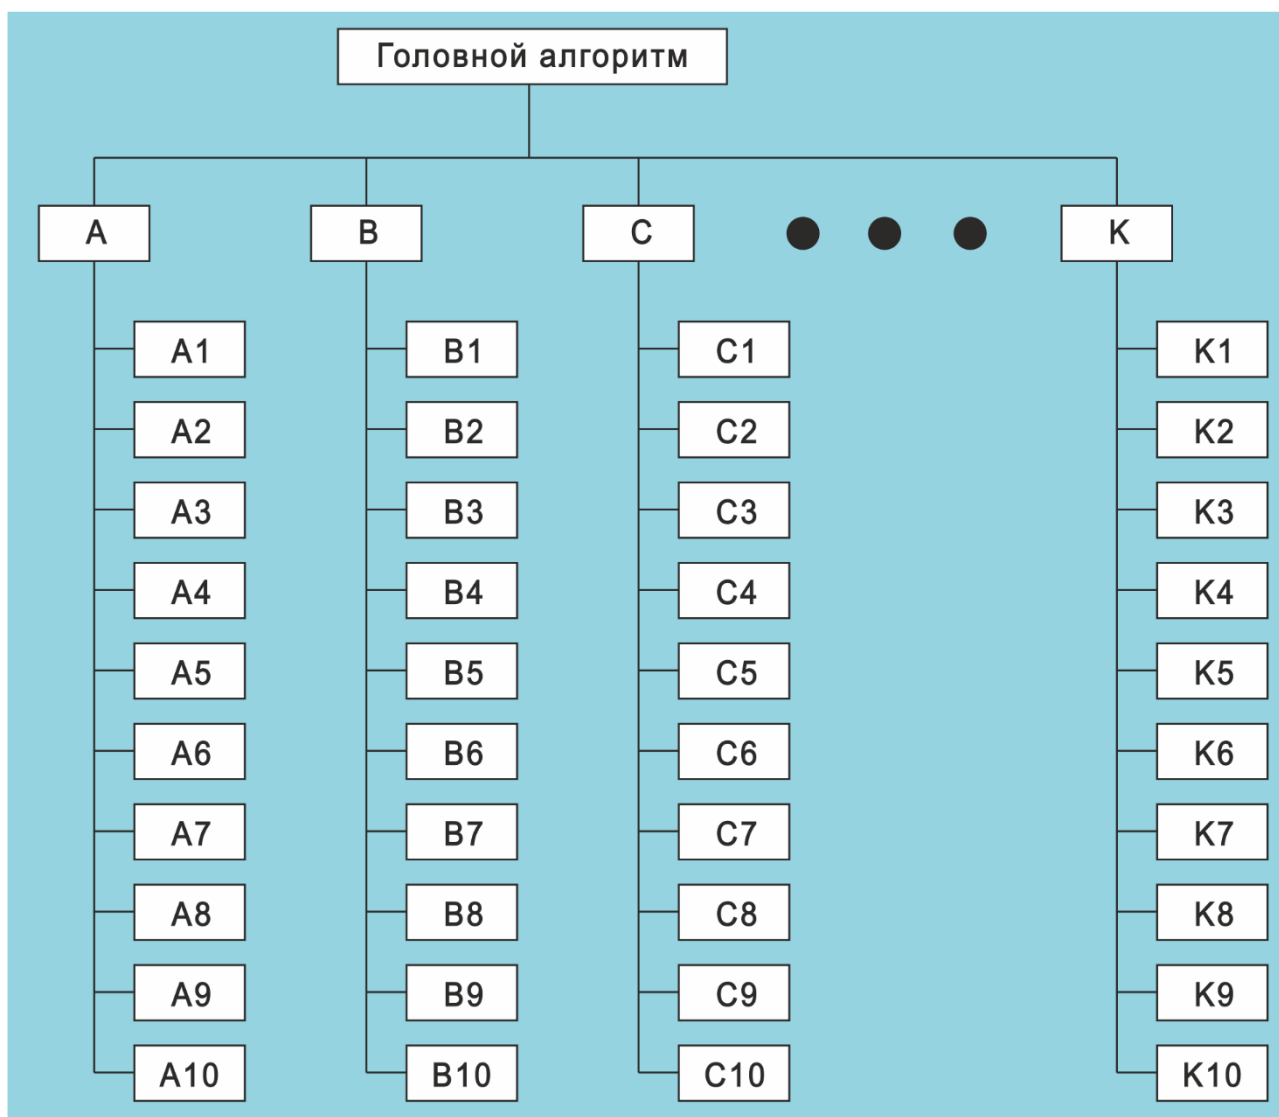 Головной алгоритм
A B C K
A1 B1 C1 K1
A2 B2 C2 K2
A3 B3 C3 K3
A4 B4 C4 K4
A5 B5 C5 K5
A6 B6 C6 K6
A7 B7 C7 K7
A8 B8 C8 K8
A9 B9 C9 K9
A10 B10 C10 K10